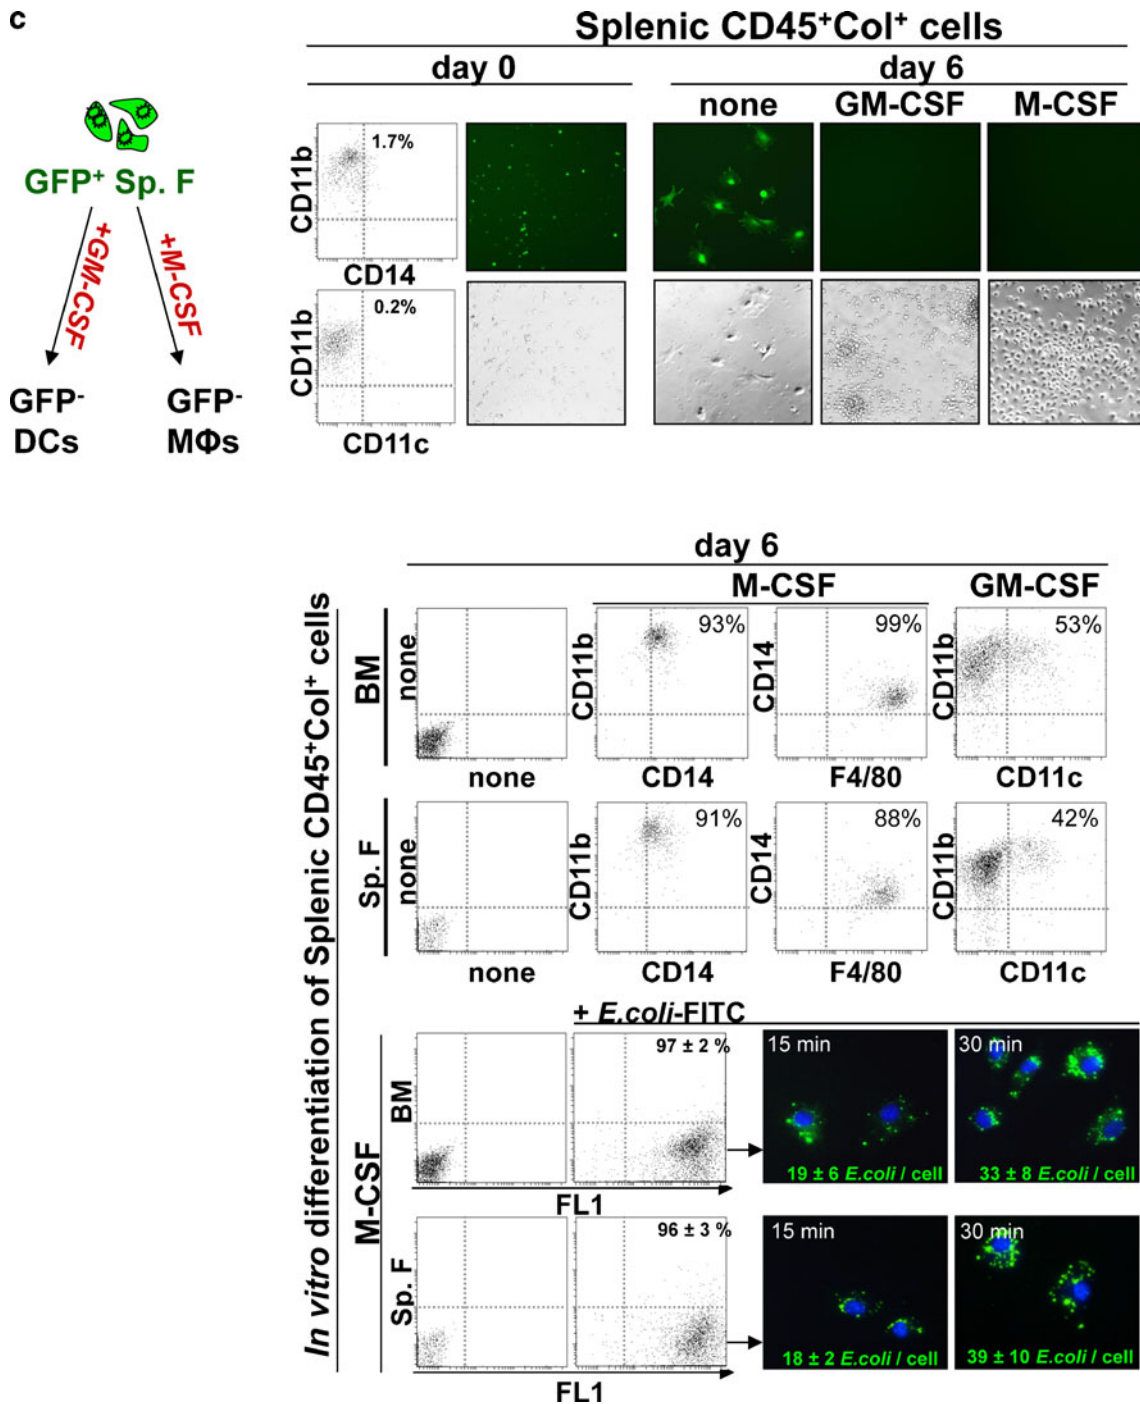 c
Splenic CD45⁺Col⁺ cells
day 0
day 6
none
GM-CSF
M-CSF
GFP⁺ Sp. F
+GM-CSF
+M-CSF
GFP⁻
DCs
GFP⁻
MΦs
CD11b
1.7%
CD14
CD11b
0.2%
CD11c
In vitro differentiation of Splenic CD45⁺Col⁺ cells
day 6
M-CSF
GM-CSF
BM
none
none
CD11b
93%
CD14
CD14
99%
F4/80
CD11b
53%
CD11c
Sp. F
none
none
CD11b
91%
CD14
CD14
88%
F4/80
CD11b
42%
CD11c
+ E.coli-FITC
M-CSF
BM
97 ± 2 %
FL1
15 min
19 ± 6 E.coli / cell
30 min
33 ± 8 E.coli / cell
Sp. F
96 ± 3 %
FL1
15 min
18 ± 2 E.coli / cell
30 min
39 ± 10 E.coli / cell